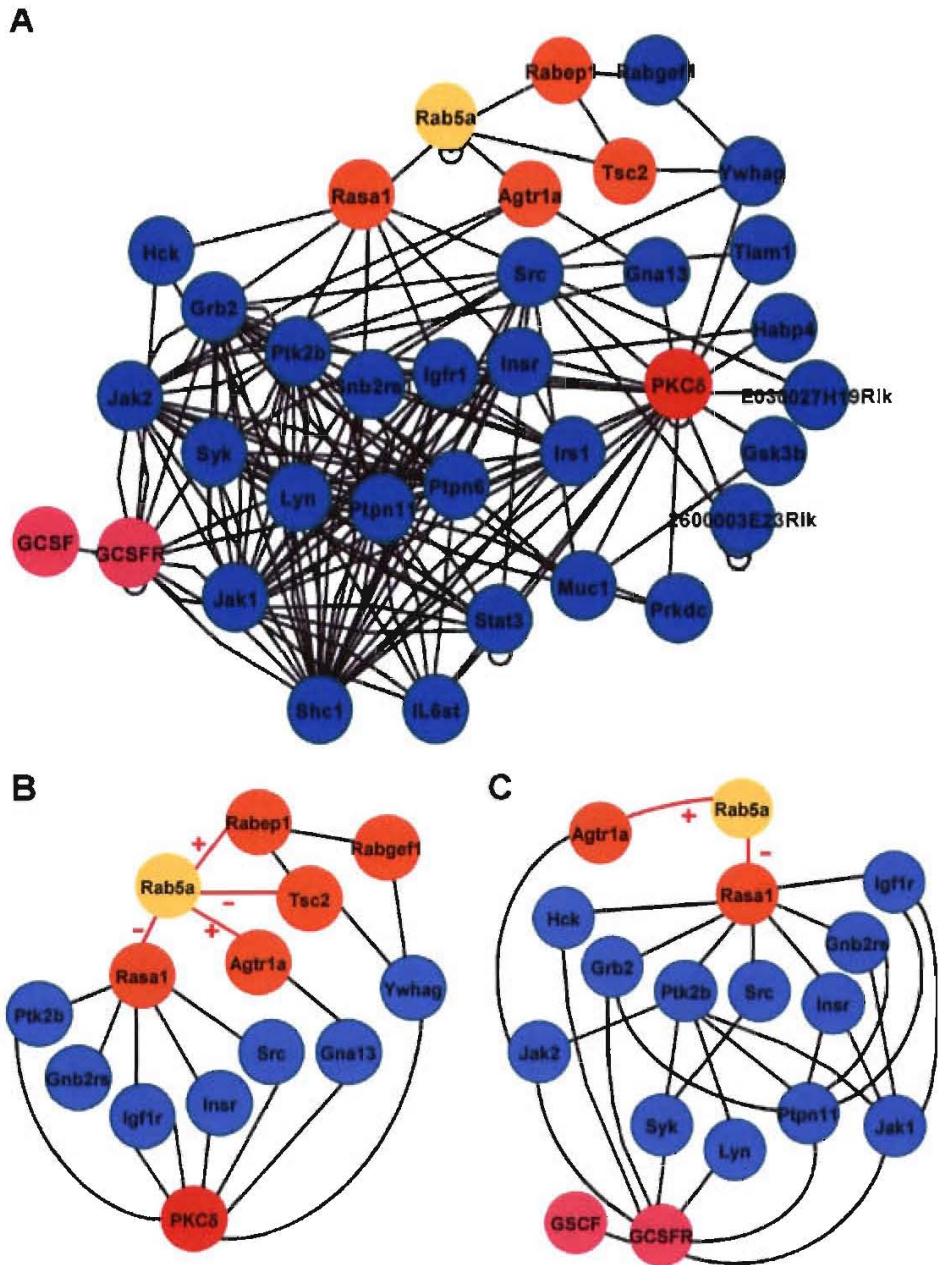 A
Rabep1
Rabgef1
Rab5a
Tsc2
Ywhag
Rasa1
Agtr1a
Hck
Src
Gna13
Tiam1
Grb2
Ptk2b
Gnb2rs1
Igfr1
Insr
Habp4
Jak2
PKCδ
E030027H19Rik
Syk
Lyn
Ptpn11
Ptpn6
Irs1
Gsk3b
2600003E23Rik
GCSF
GCSFR
Jak1
Stat3
Muc1
Prkdc
Shc1
IL6st
B
Rabep1
+
Rabgef1
Rab5a
-
Tsc2
-
+
Rasa1
Agtr1a
Ywhag
Ptk2b
Src
Gna13
Gnb2rs
Igf1r
Insr
PKCδ
C
Rab5a
+
Agtr1a
-
Rasa1
Igf1r
Hck
Gnb2rs
Grb2
Ptk2b
Src
Insr
Jak2
Syk
Lyn
Ptpn11
Jak1
GSCF
GCSFR